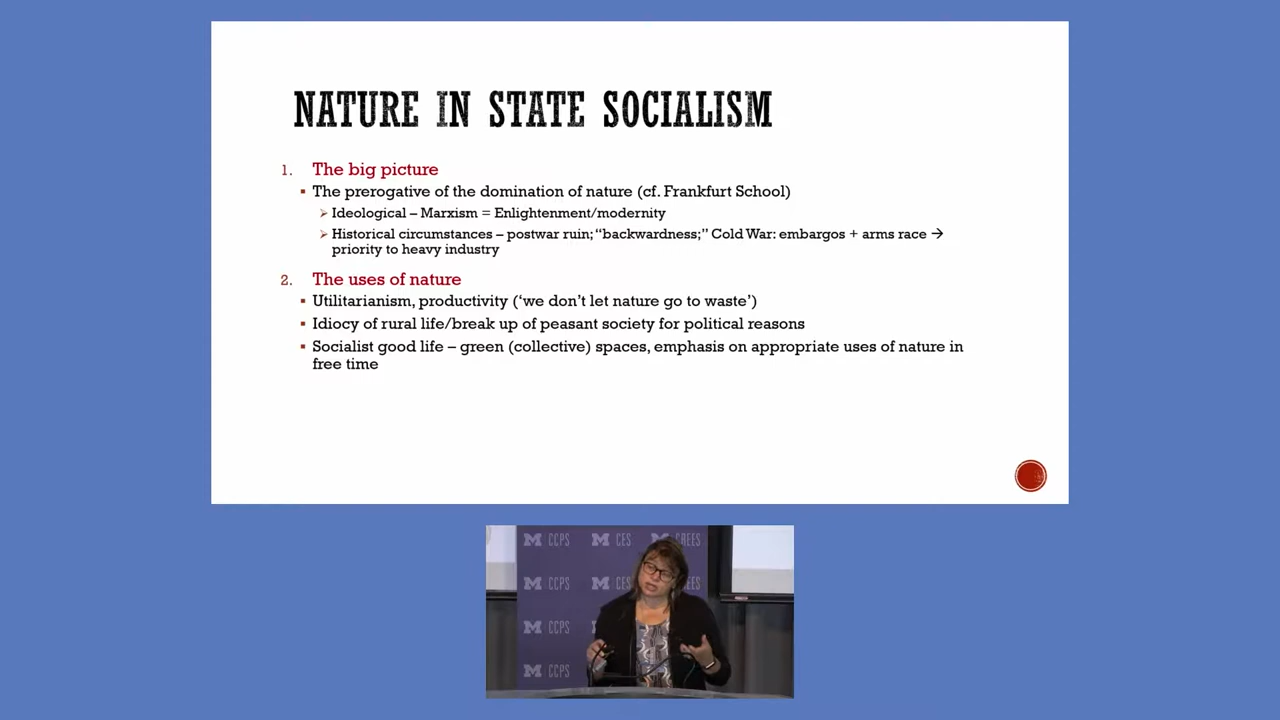 NATURE IN STATE SOCIALISM
1. The big picture
▪ The prerogative of the domination of nature (cf. Frankfurt School)
➢ Ideological – Marxism = Enlightenment/modernity
➢ Historical circumstances – postwar ruin; “backwardness;” Cold War: embargos + arms race →
priority to heavy industry
2. The uses of nature
▪ Utilitarianism, productivity (‘we don’t let nature go to waste’)
▪ Idiocy of rural life/break up of peasant society for political reasons
▪ Socialist good life – green (collective) spaces, emphasis on appropriate uses of nature in
free time
M CCPS M CES M CREES
M CCPS M CES EES
M CCPS
M CCPS